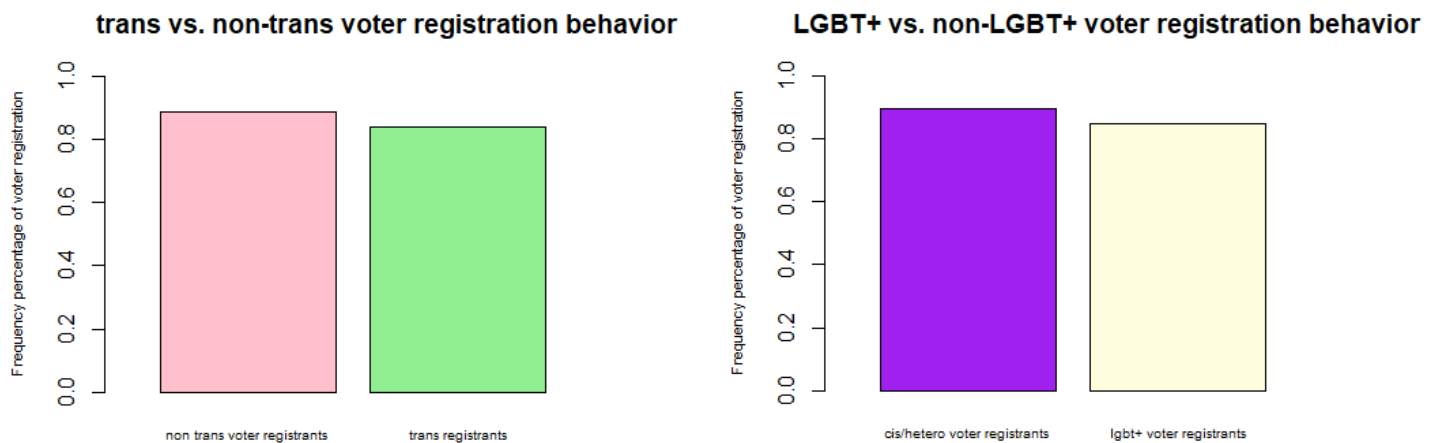 trans vs. non-trans voter registration behavior
Frequency percentage of voter registration
1.0
0.8
0.6
0.4
0.2
0.0
non trans voter registrants
trans registrants
LGBT+ vs. non-LGBT+ voter registration behavior
Frequency percentage of voter registration
1.0
0.8
0.6
0.4
0.2
0.0
cis/hetero voter registrants
lgbt+ voter registrants